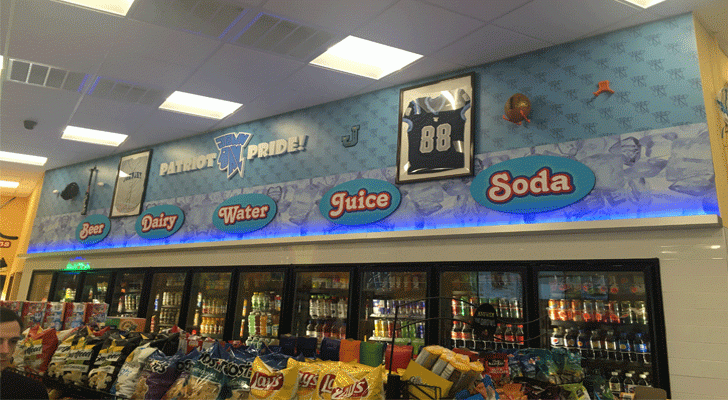 PATRIOT PRIDE!
J
88
Beer
Dairy
Water
Juice
Soda
Lay's
Lay's